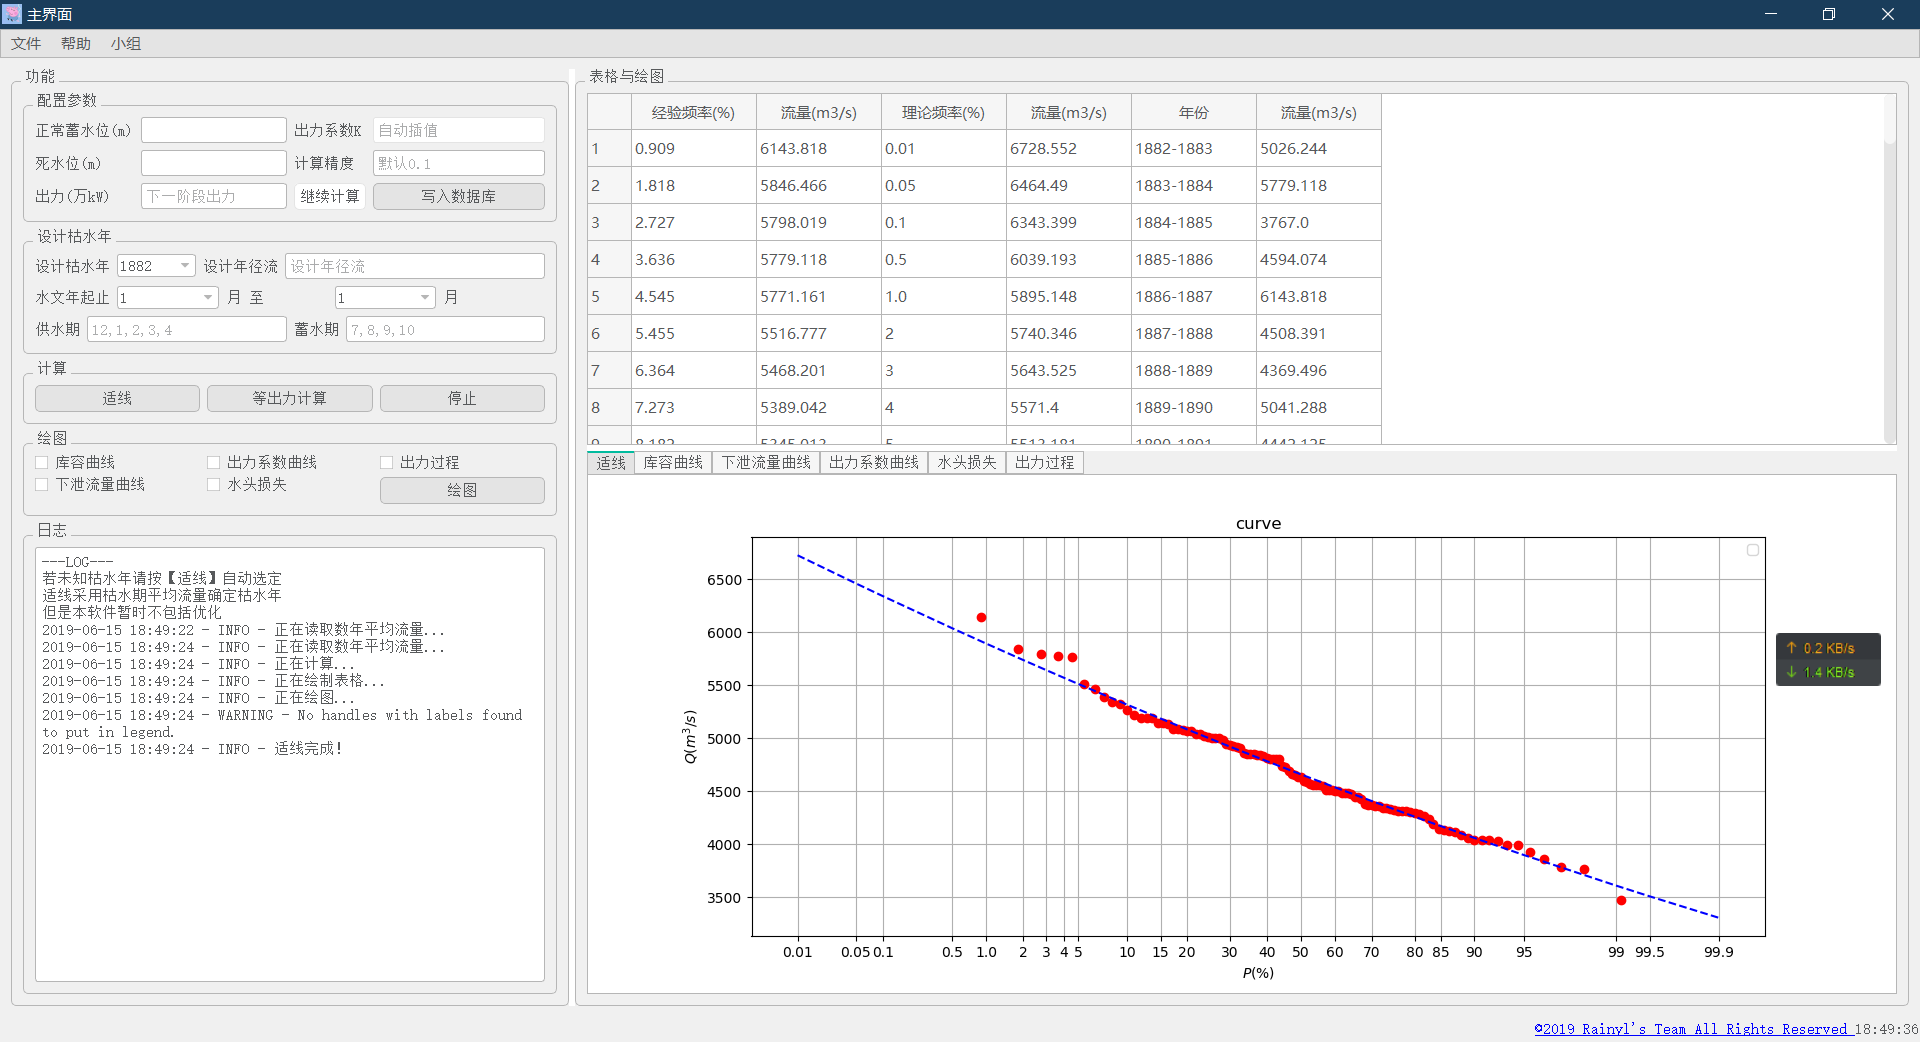 主界面
文件 帮助 小组
功能
配置参数
正常蓄水位(m) 出力系数K 自动插值
死水位(m) 计算精度 默认0.1
出力(万kW) 下一阶段出力 继续计算 写入数据库
设计枯水年
设计枯水年 1882 设计年径流 设计年径流
水文年起止 1 月 至 1 月
供水期 12,1,2,3,4 蓄水期 7,8,9,10
计算
适线 等出力计算 停止
绘图
库容曲线 出力系数曲线 出力过程
下泄流量曲线 水头损失 绘图
日志
---LOG---
若未知枯水年请按【适线】自动选定
适线采用枯水期平均流量确定枯水年
但是本软件暂时不包括优化
2019-06-15 18:49:22 - INFO - 正在读取数年平均流量...
2019-06-15 18:49:24 - INFO - 正在读取数年平均流量...
2019-06-15 18:49:24 - INFO - 正在计算...
2019-06-15 18:49:24 - INFO - 正在绘制表格...
2019-06-15 18:49:24 - INFO - 正在绘图...
2019-06-15 18:49:24 - WARNING - No handles with labels found
to put in legend.
2019-06-15 18:49:24 - INFO - 适线完成!
表格与绘图
经验频率(%) 流量(m3/s) 理论频率(%) 流量(m3/s) 年份 流量(m3/s)
1 0.909 6143.818 0.01 6728.552 1882-1883 5026.244
2 1.818 5846.466 0.05 6464.49 1883-1884 5779.118
3 2.727 5798.019 0.1 6343.399 1884-1885 3767.0
4 3.636 5779.118 0.5 6039.193 1885-1886 4594.074
5 4.545 5771.161 1.0 5895.148 1886-1887 6143.818
6 5.455 5516.777 2 5740.346 1887-1888 4508.391
7 6.364 5468.201 3 5643.525 1888-1889 4369.496
8 7.273 5389.042 4 5571.4 1889-1890 5041.288
9 8.182 5345.013 5 5513.181 1890-1891 4442.125
适线 库容曲线 下泄流量曲线 出力系数曲线 水头损失 出力过程
curve
6500
6000
5500
5000
4500
4000
3500
Q(m³/s)
0.01 0.05 0.1 0.5 1.0 2 3 4 5 10 15 20 30 40 50 60 70 80 85 90 95 99 99.5 99.9
P(%)
↑ 0.2 KB/s
↓ 1.4 KB/s
©2019 Rainyl's Team All Rights Reserved 18:49:36